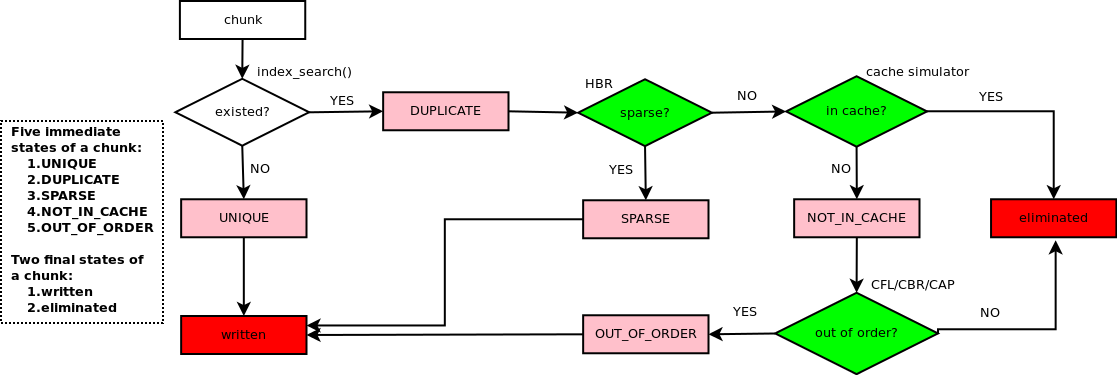 chunk
index_search()
existed?
YES
DUPLICATE
HBR
sparse?
NO
cache simulator
in cache?
YES
Five immediate
states of a chunk:
1.UNIQUE
2.DUPLICATE
3.SPARSE
4.NOT_IN_CACHE
5.OUT_OF_ORDER
Two final states of
a chunk:
1.written
2.eliminated
NO
YES
NO
UNIQUE
SPARSE
NOT_IN_CACHE
eliminated
CFL/CBR/CAP
written
OUT_OF_ORDER
YES
out of order?
NO